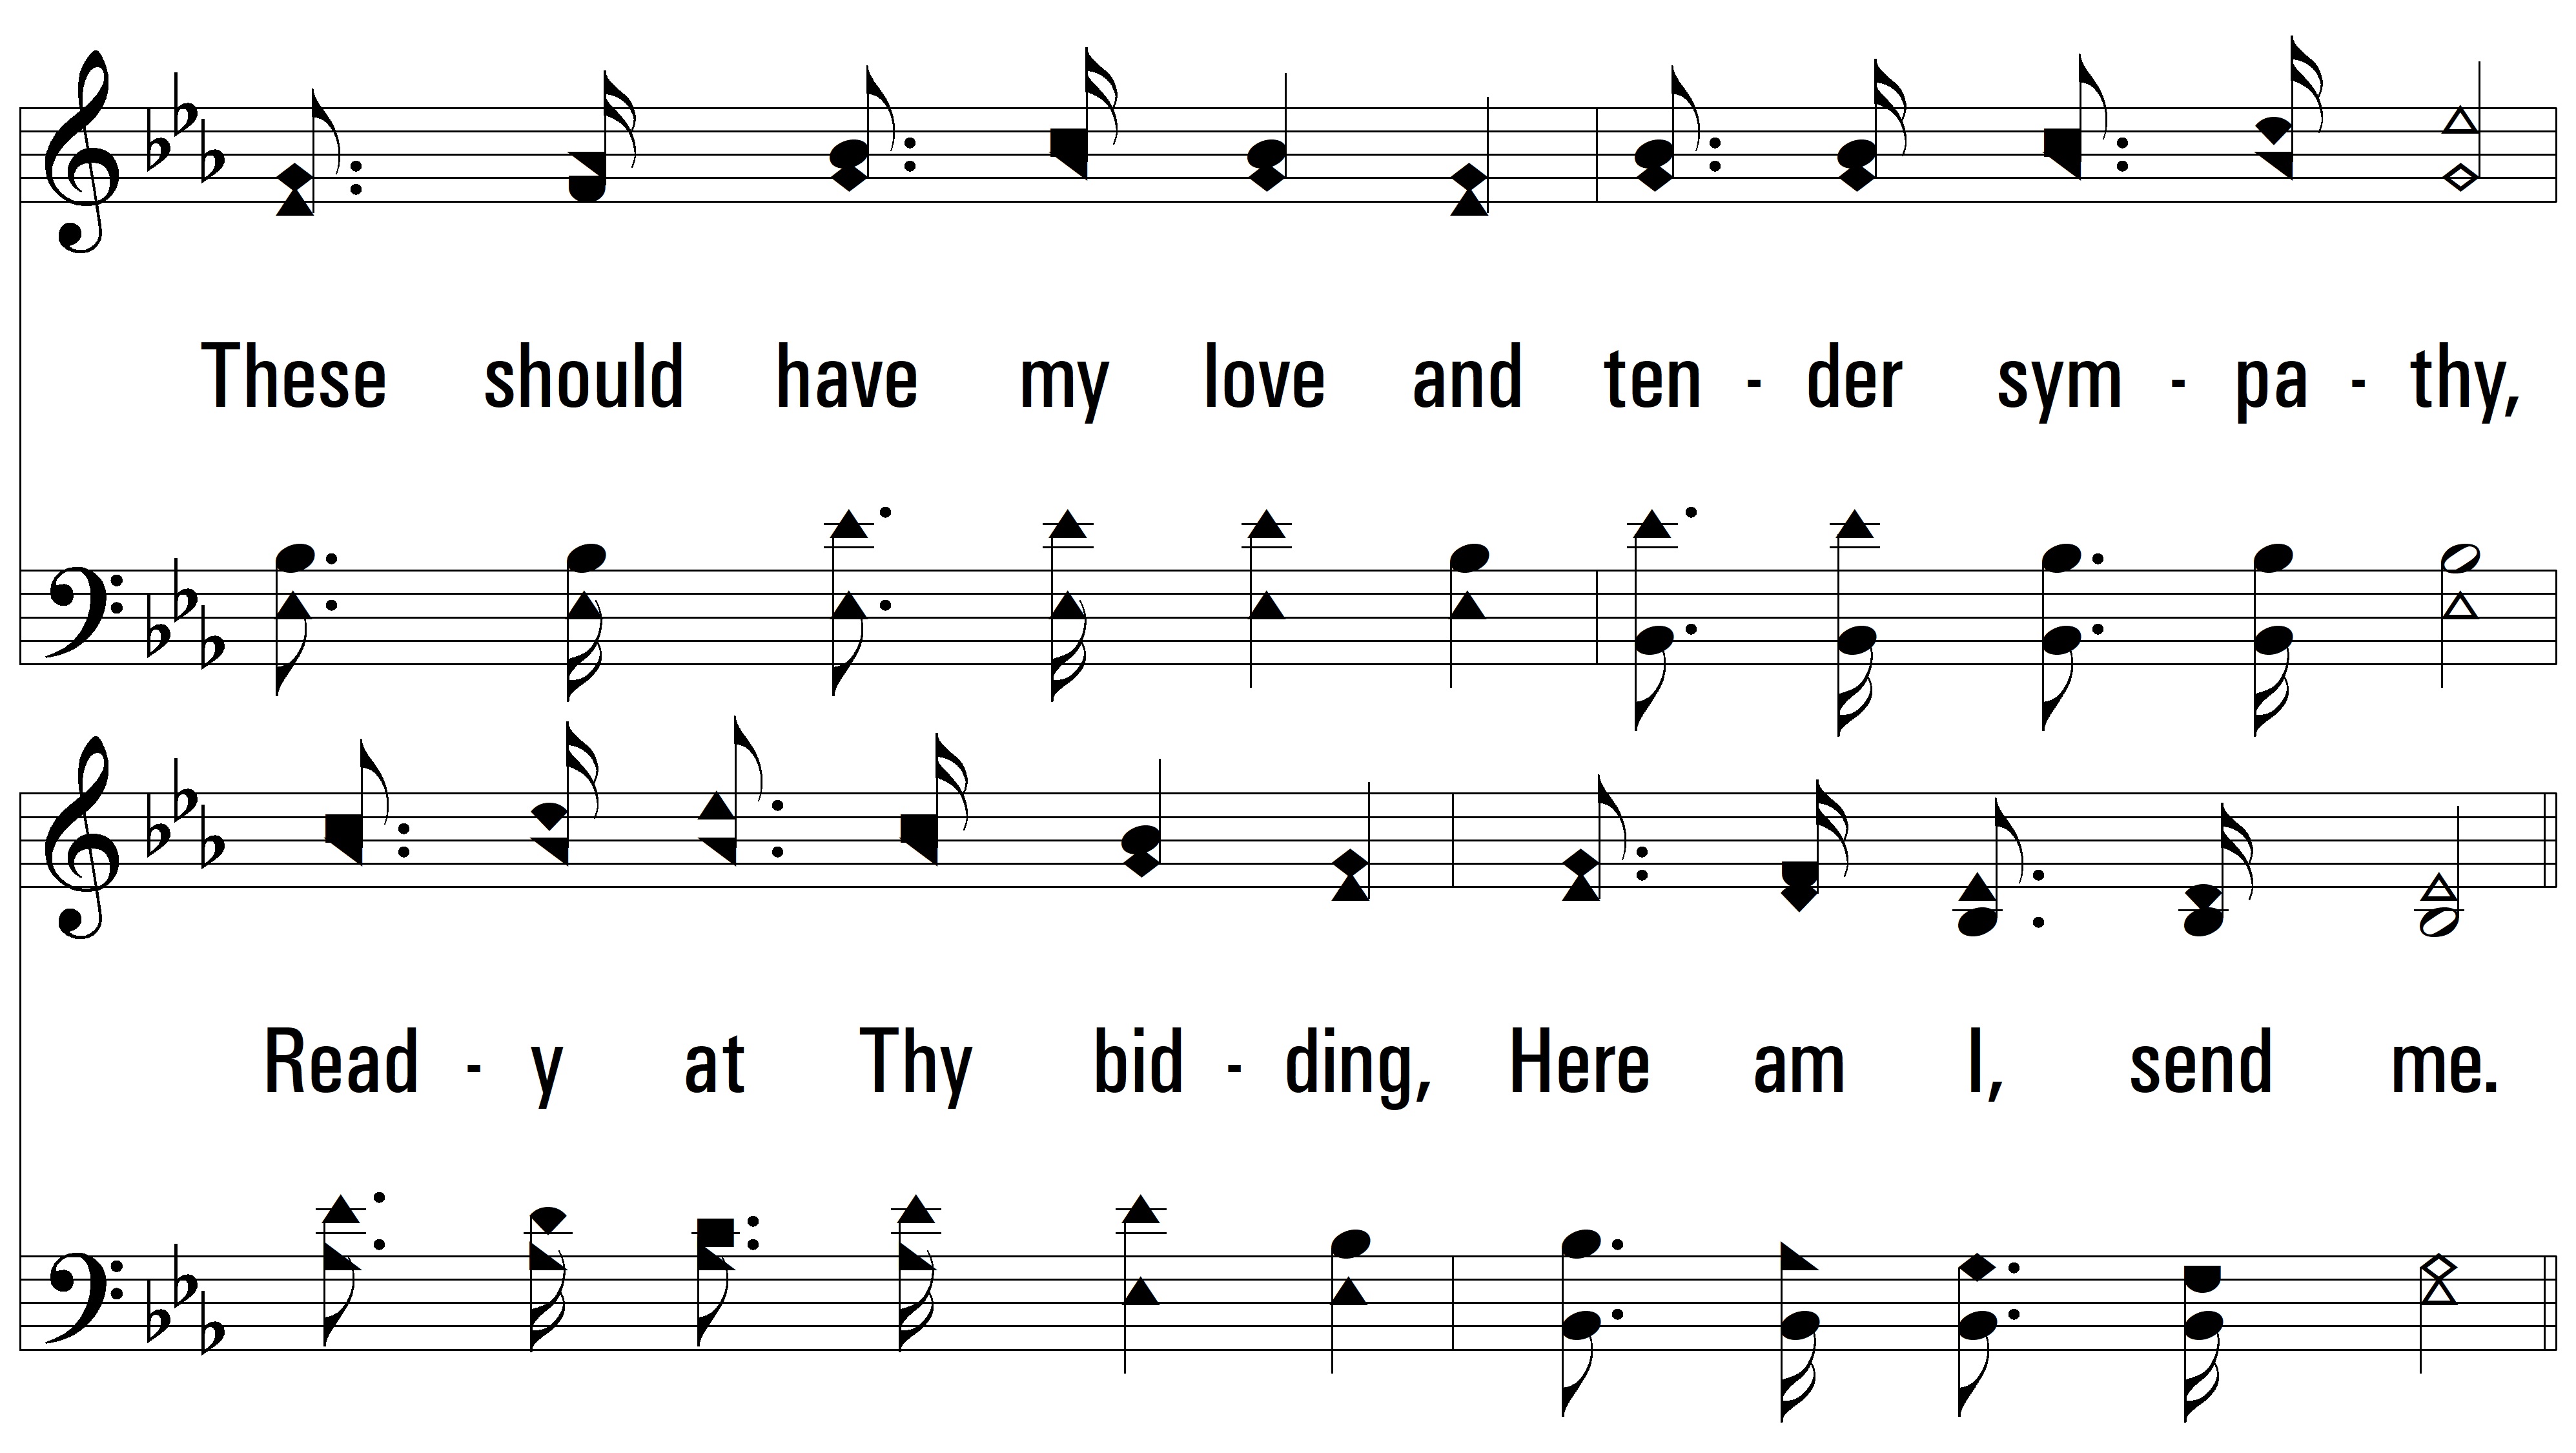 These should have my love and ten - der sym - pa - thy,
Read - y at Thy bid - ding, Here am I, send me.